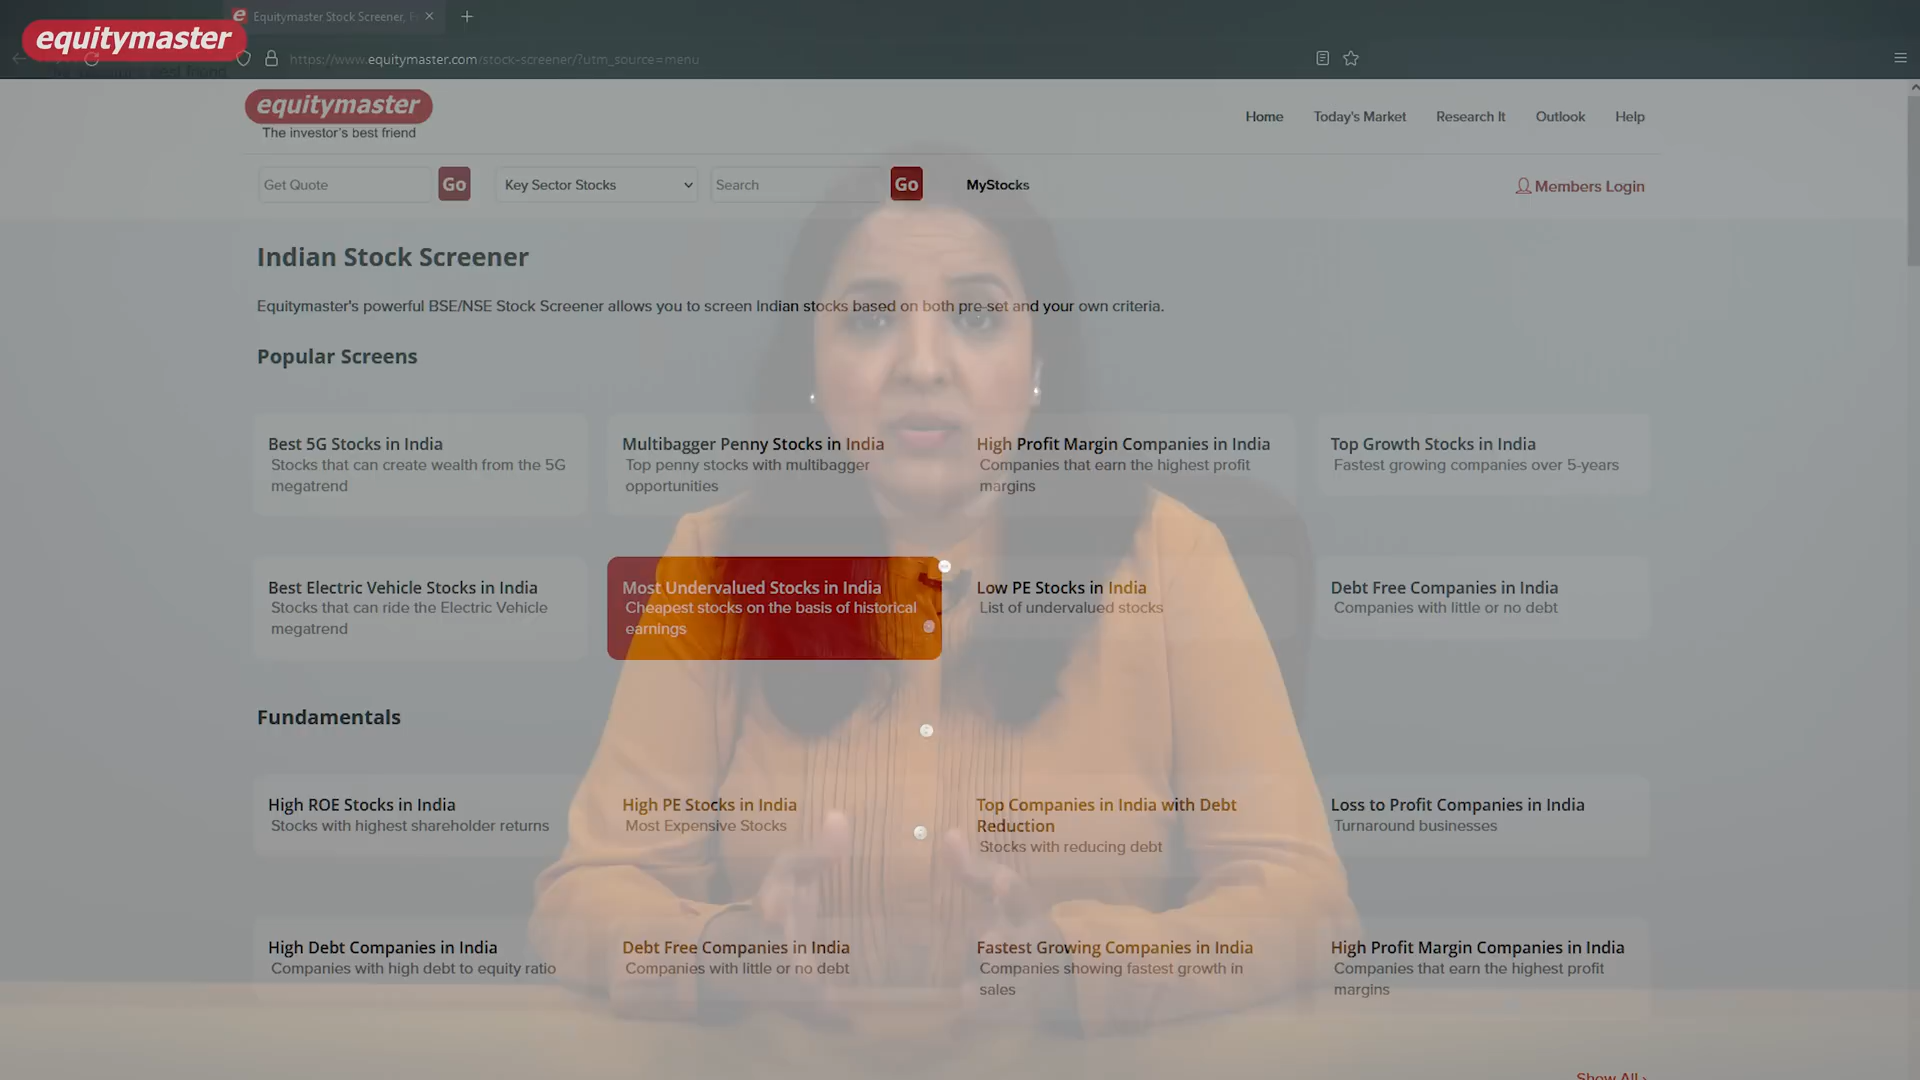 equitymaster
Equitymaster Stock Screener,
https://www.equitymaster.com/stock-screener/?utm_source=menu
equitymaster
The investor's best friend
Home Today's Market Research It Outlook Help
Get Quote Go Key Sector Stocks Search Go MyStocks Members Login
Indian Stock Screener
Equitymaster's powerful BSE/NSE Stock Screener allows you to screen Indian stocks based on both pre-set and your own criteria.
Popular Screens
Best 5G Stocks in India
Stocks that can create wealth from the 5G
megatrend
Multibagger Penny Stocks in India
Top penny stocks with multibagger
opportunities
High Profit Margin Companies in India
Companies that earn the highest profit
margins
Top Growth Stocks in India
Fastest growing companies over 5-years
Best Electric Vehicle Stocks in India
Stocks that can ride the Electric Vehicle
megatrend
Most Undervalued Stocks in India
Cheapest stocks on the basis of historical
earnings
Low PE Stocks in India
List of undervalued stocks
Debt Free Companies in India
Companies with little or no debt
Fundamentals
High ROE Stocks in India
Stocks with highest shareholder returns
High PE Stocks in India
Most Expensive Stocks
Top Companies in India with Debt
Reduction
Stocks with reducing debt
Loss to Profit Companies in India
Turnaround businesses
High Debt Companies in India
Companies with high debt to equity ratio
Debt Free Companies in India
Companies with little or no debt
Fastest Growing Companies in India
Companies showing fastest growth in
sales
High Profit Margin Companies in India
Companies that earn the highest profit
margins
Show All ›